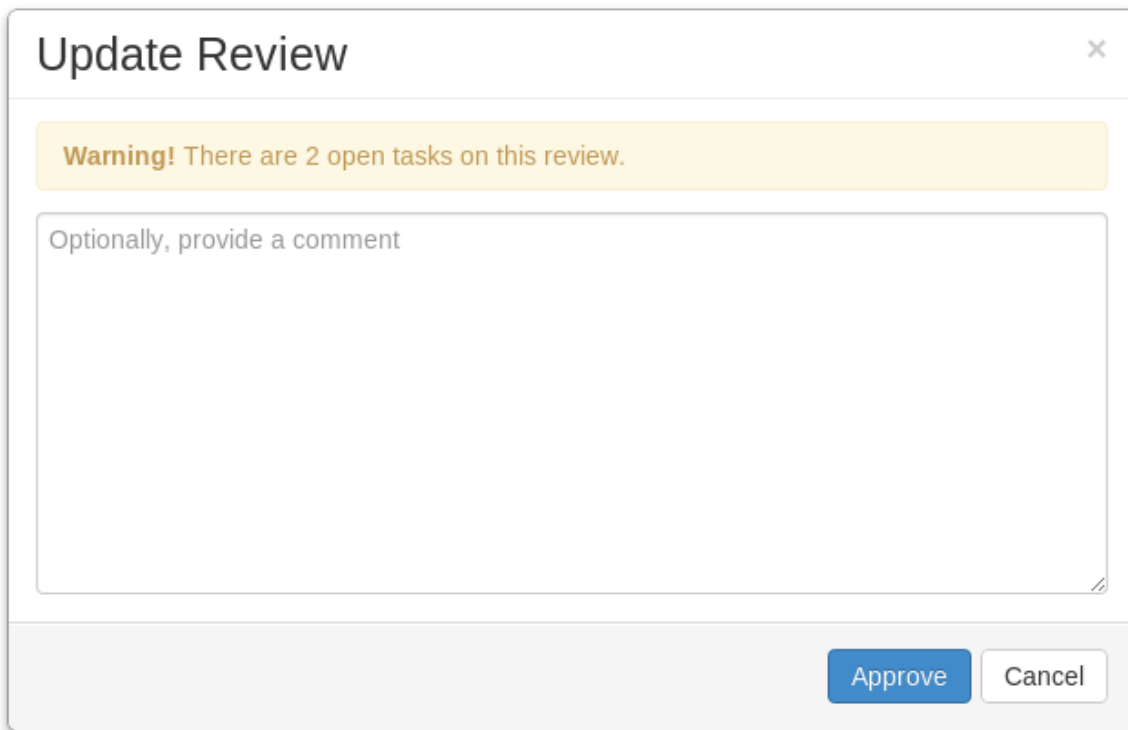 Update Review
×
Warning! There are 2 open tasks on this review.
Optionally, provide a comment
Approve Cancel